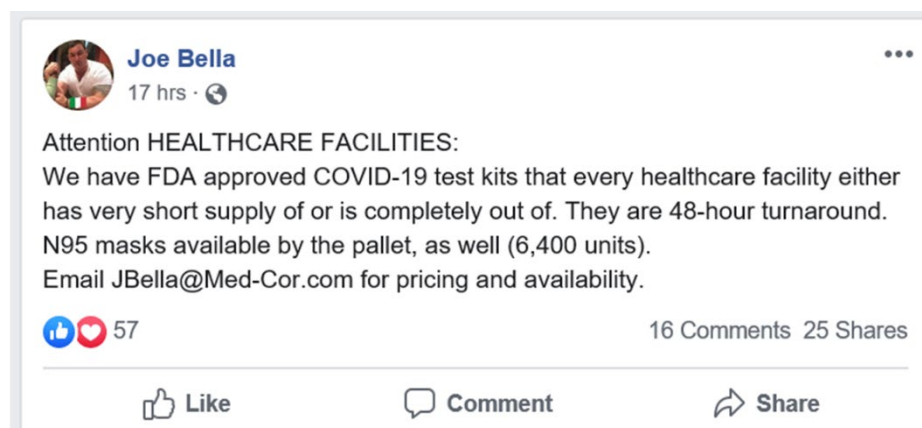 Joe Bella
17 hrs ·
Attention HEALTHCARE FACILITIES:
We have FDA approved COVID-19 test kits that every healthcare facility either
has very short supply of or is completely out of. They are 48-hour turnaround.
N95 masks available by the pallet, as well (6,400 units).
Email JBella@Med-Cor.com for pricing and availability.
57 16 Comments 25 Shares
Like Comment Share